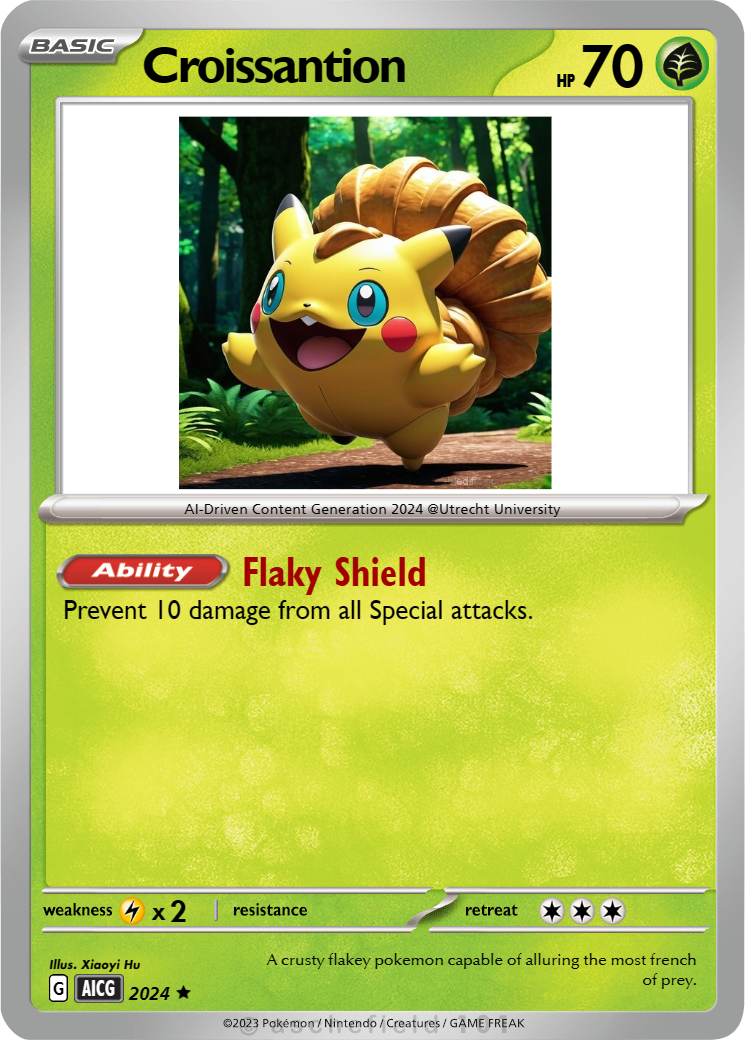 BASIC
Croissantion
HP 70
AI-Driven Content Generation 2024 @Utrecht University
Ability Flaky Shield
Prevent 10 damage from all Special attacks.
weakness x 2 resistance retreat
Illus. Xiaoyi Hu
A crusty flakey pokemon capable of alluring the most french
of prey.
G AICG 2024
©2023 Pokémon / Nintendo / Creatures / GAME FREAK